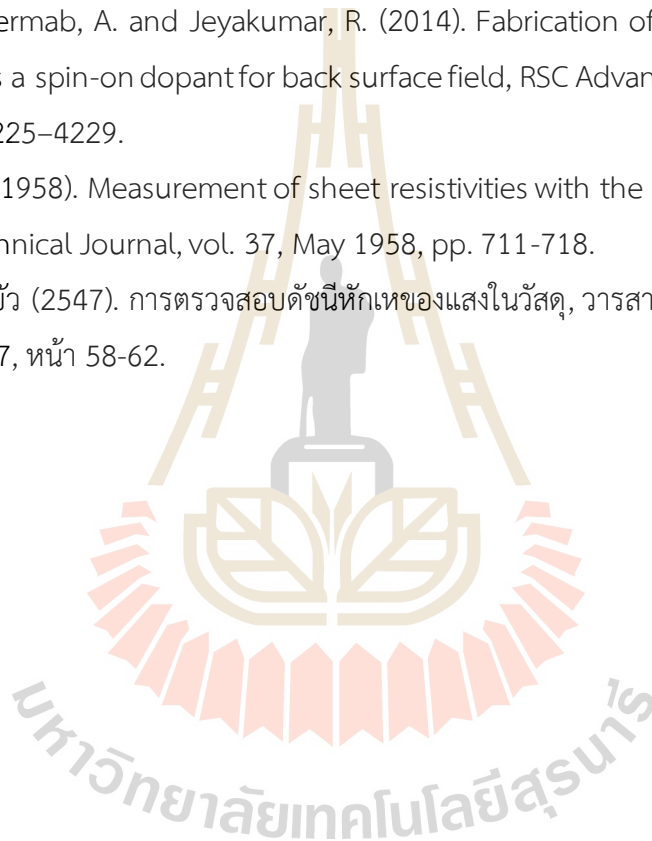 ermab, A. and Jeyakumar, R. (2014). Fabrication of
s a spin-on dopant for back surface field, RSC Advan
225–4229.
1958). Measurement of sheet resistivities with the
hnical Journal, vol. 37, May 1958, pp. 711-718.
บัว (2547). การตรวจสอบดัชนีหักเหของแสงในวัสดุ, วารสา
7, หน้า 58-62.
มหาวิทยาลัยเทคโนโลยีสุรนารี